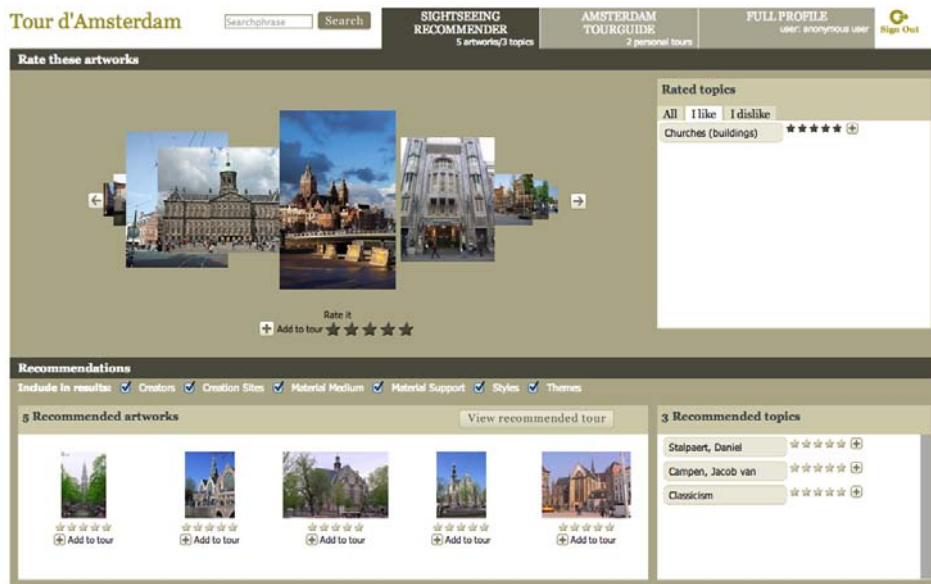 Tour d'Amsterdam
Searchphrase
Search
SIGHTSEEING
RECOMMENDER
5 artworks/3 topics
AMSTERDAM
TOURGUIDE
2 personal tours
FULL PROFILE
user: anonymous user
Sign Out
Rate these artworks
Rated topics
All I like I dislike
Churches (buildings)
Rate it
Add to tour
Recommendations
Include in results: Creators Creation Sites Material Medium Material Support Styles Themes
5 Recommended artworks
View recommended tour
3 Recommended topics
Stalpaert, Daniel
Campen, Jacob van
Classicism
Add to tour Add to tour Add to tour Add to tour Add to tour